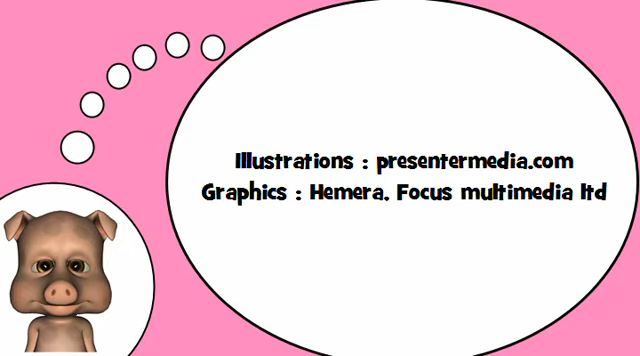 Illustrations : presentermedia.com
Graphics : Hemera. Focus multimedia ltd